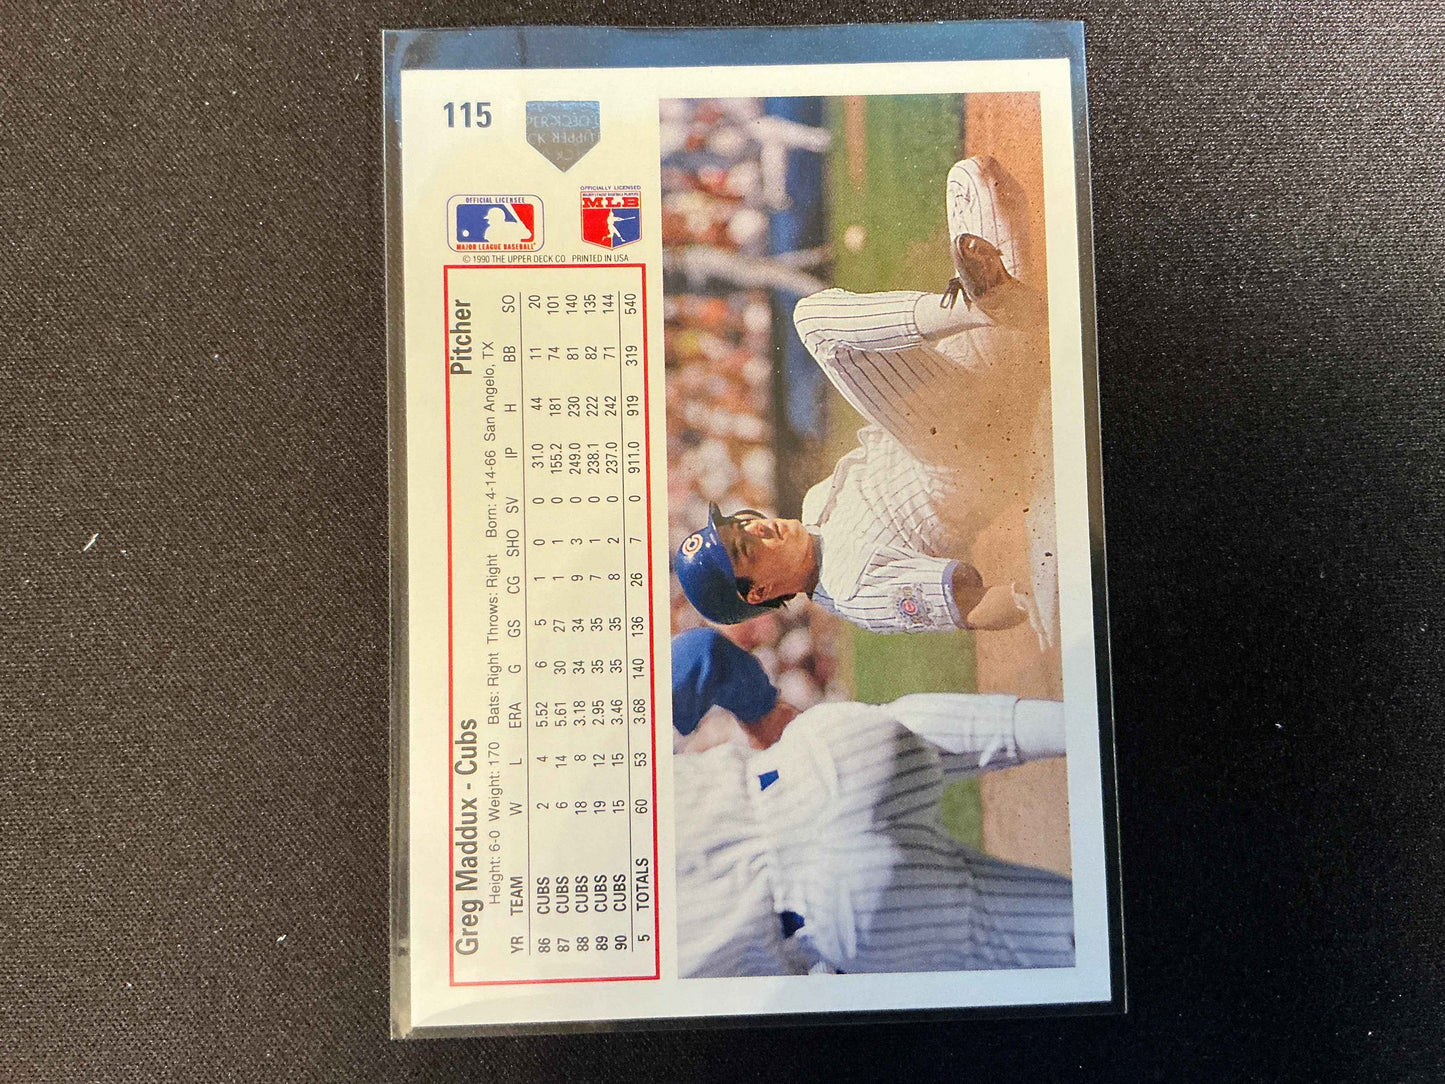 115
UPPER
DECK
OFFICIAL LICENSEE
MAJOR LEAGUE BASEBALL
OFFICIALLY LICENSED
MAJOR LEAGUE BASEBALL PLAYERS
MLB
© 1990 THE UPPER DECK CO PRINTED IN USA
Greg Maddux - Cubs Pitcher
Height: 6-0 Weight: 170 Bats: Right Throws: Right Born: 4-14-66 San Angelo, TX
YR TEAM W L ERA G GS CG SHO SV IP H BB SO
86 CUBS 2 4 5.52 6 5 1 0 0 31.0 44 11 20
87 CUBS 6 14 5.61 30 27 1 1 0 155.2 181 74 101
88 CUBS 18 8 3.18 34 34 9 3 0 249.0 230 81 140
89 CUBS 19 12 2.95 35 35 7 1 0 238.1 222 82 135
90 CUBS 15 15 3.46 35 35 8 2 0 237.0 242 71 144
5 TOTALS 60 53 3.68 140 136 26 7 0 911.0 919 319 540